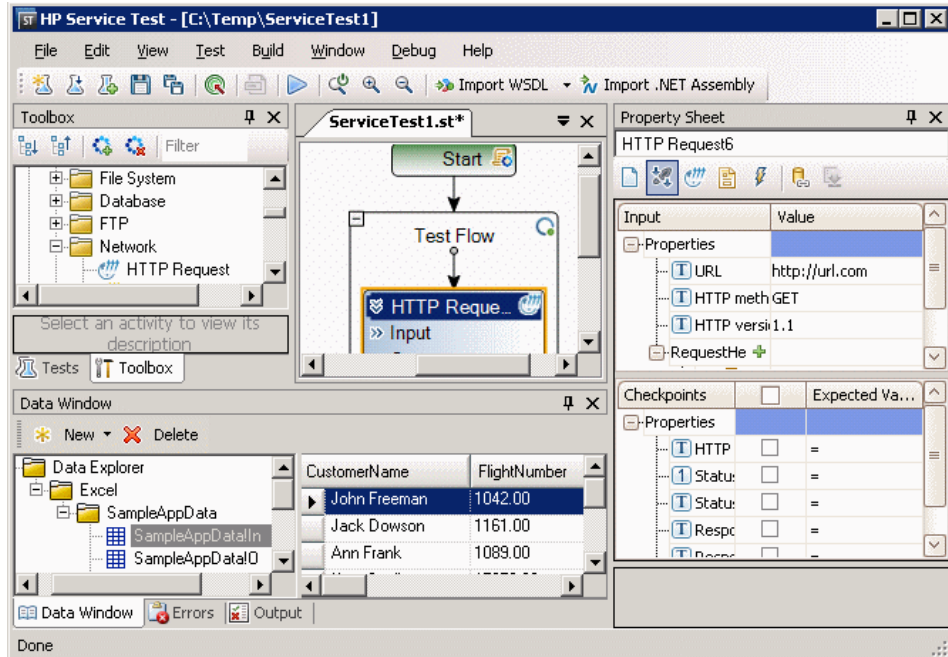 HP Service Test - [C:\Temp\ServiceTest1]
File Edit View Test Build Window Debug Help
Import WSDL Import .NET Assembly
Toolbox
Filter
File System
Database
FTP
Network
HTTP Request
Select an activity to view its
description
Tests Toolbox
ServiceTest1.st*
Start
Test Flow
HTTP Reque...
Input
Property Sheet
HTTP Request6
Input Value
Properties
URL http://url.com
HTTP meth GET
HTTP versi 1.1
RequestHe
Checkpoints Expected Va...
Properties
HTTP =
Statu: =
Statu: =
Respo =
Data Window
New Delete
Data Explorer
Excel
SampleAppData
SampleAppData!In
SampleAppData!O
CustomerName FlightNumber
John Freeman 1042.00
Jack Dowson 1161.00
Ann Frank 1089.00
Data Window Errors Output
Done